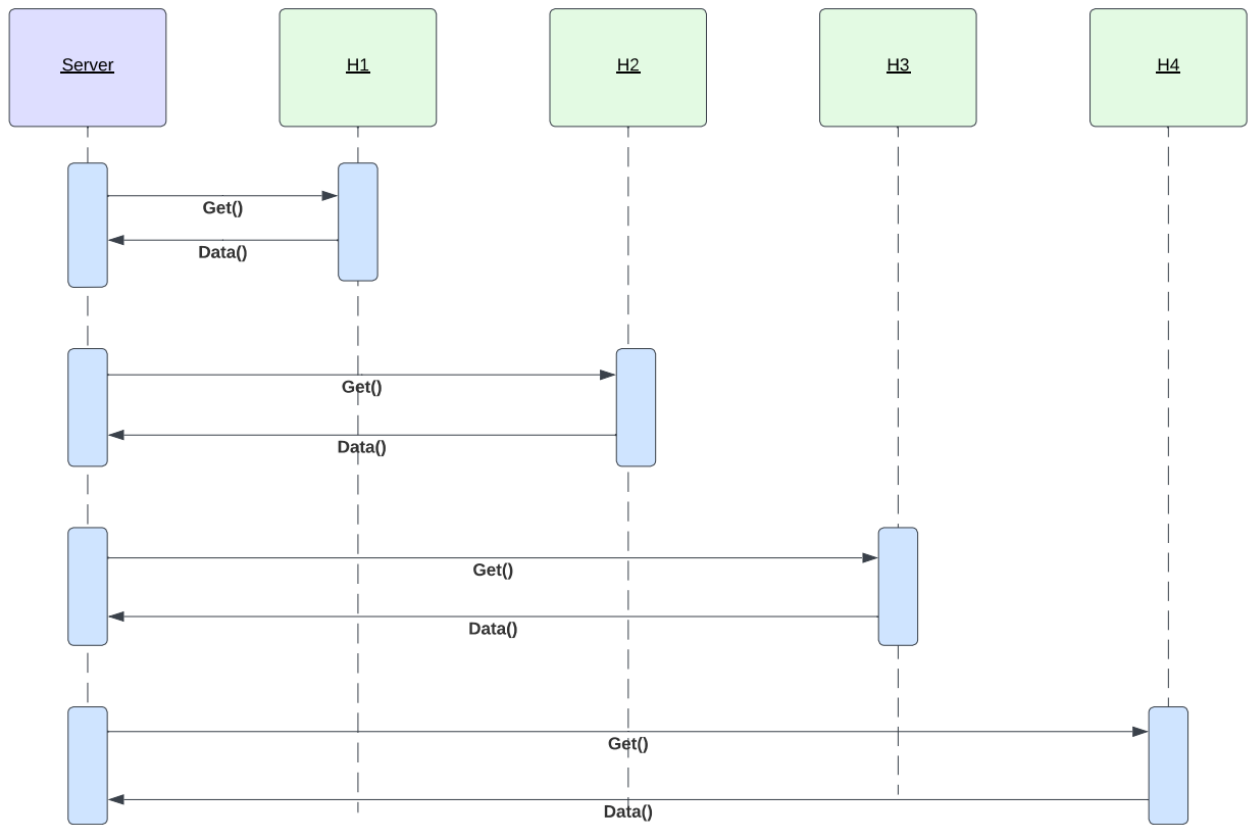 Server
H1
H2
H3
H4
Get()
Data()
Get()
Data()
Get()
Data()
Get()
Data()